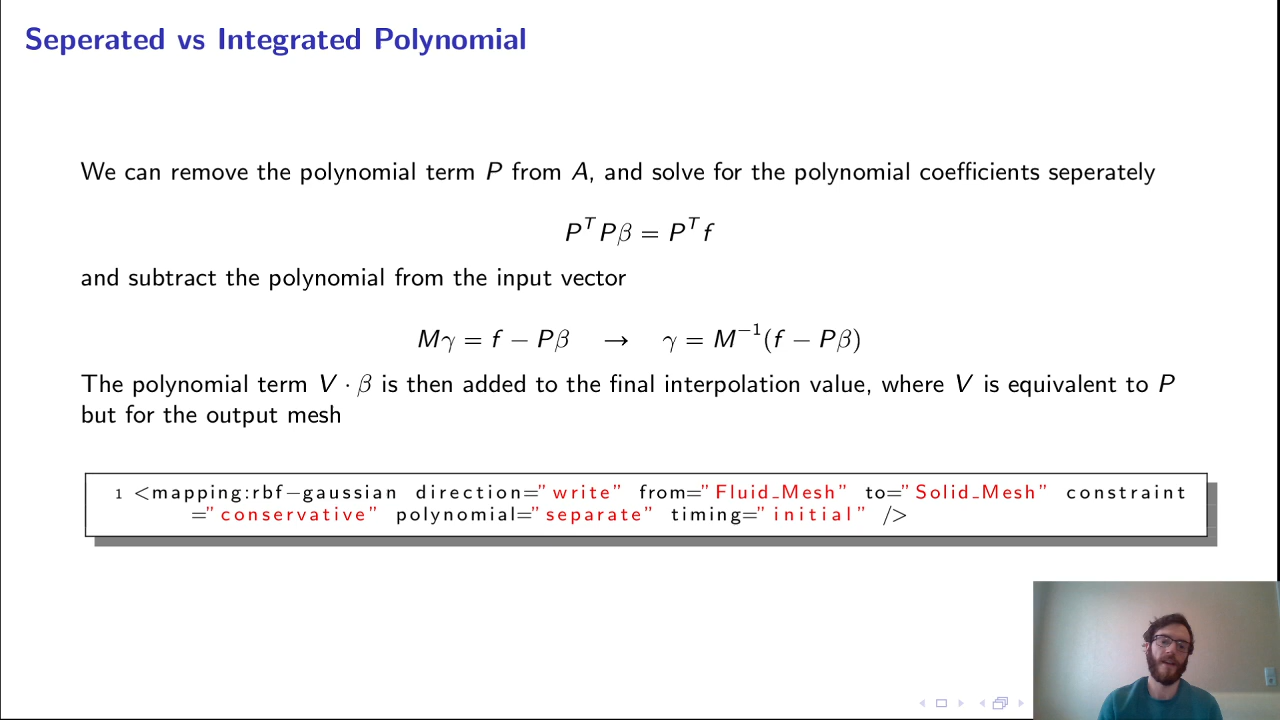 Seperated vs Integrated Polynomial
We can remove the polynomial term P from A, and solve for the polynomial coefficients seperately
PᵀPβ = Pᵀf
and subtract the polynomial from the input vector
Mγ = f − Pβ → γ = M⁻¹(f − Pβ)
The polynomial term V · β is then added to the final interpolation value, where V is equivalent to P
but for the output mesh
1 <mapping:rbf−gaussian direction="write" from="Fluid_Mesh" to="Solid_Mesh" constraint
="conservative" polynomial="separate" timing="initial" />